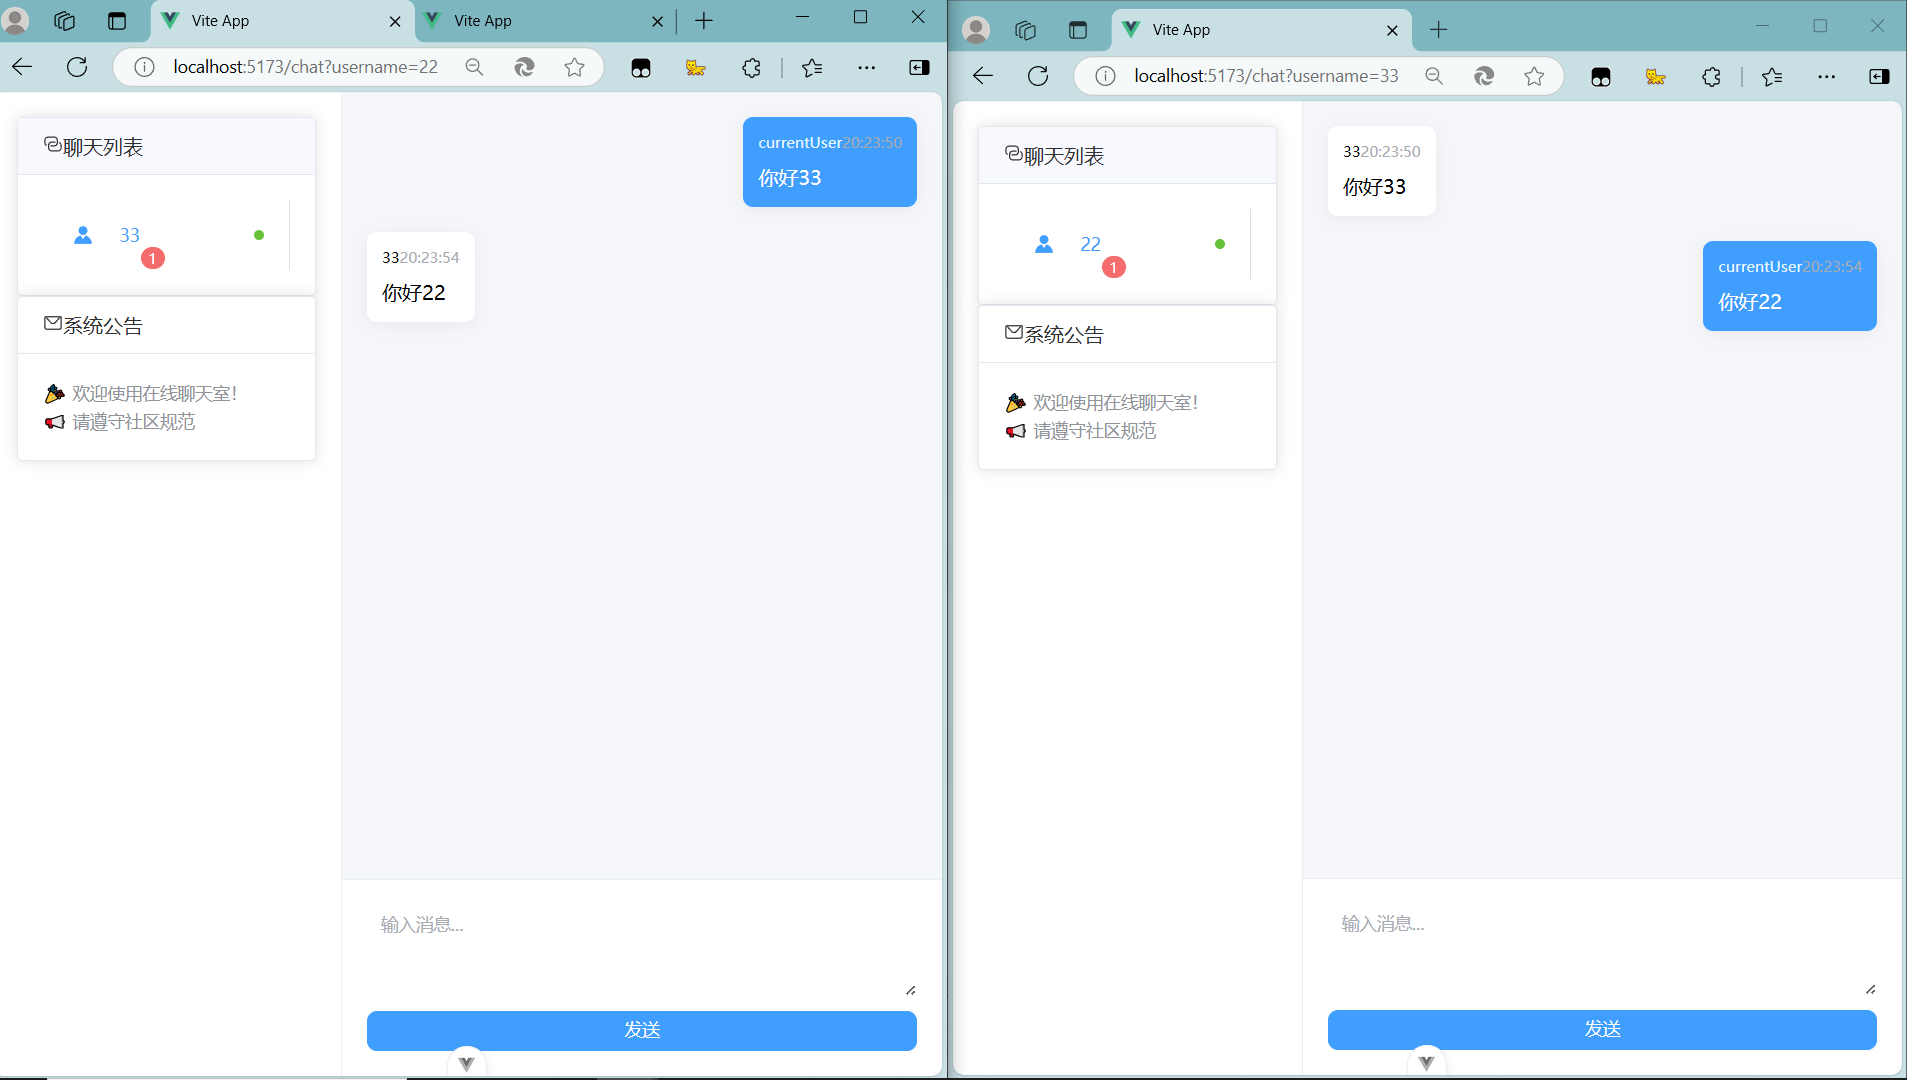 Vite App
Vite App
localhost:5173/chat?username=22
聊天列表
33
1
系统公告
欢迎使用在线聊天室!
请遵守社区规范
currentUser20:23:50
你好33
3320:23:54
你好22
输入消息...
发送
Vite App
localhost:5173/chat?username=33
聊天列表
22
1
系统公告
欢迎使用在线聊天室!
请遵守社区规范
3320:23:50
你好33
currentUser20:23:54
你好22
输入消息...
发送